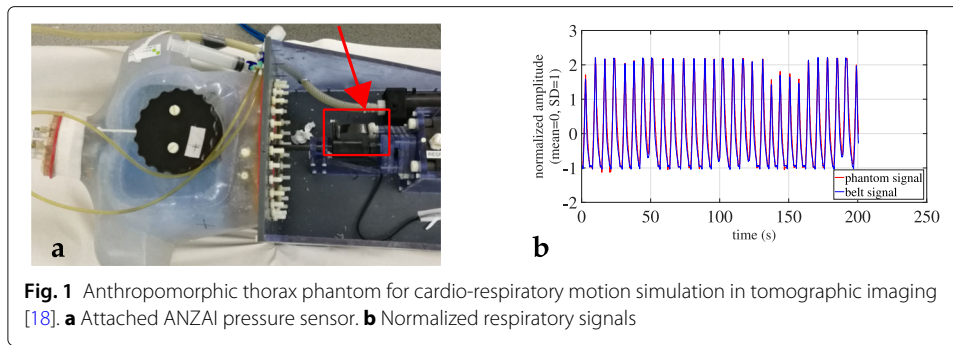 a
b
normalized amplitude
(mean=0, SD=1)
3
2
1
0
-1
-2
phantom signal
belt signal
0 50 100 150 200 250
time (s)
Fig. 1 Anthropomorphic thorax phantom for cardio-respiratory motion simulation in tomographic imaging
[18]. a Attached ANZAI pressure sensor. b Normalized respiratory signals